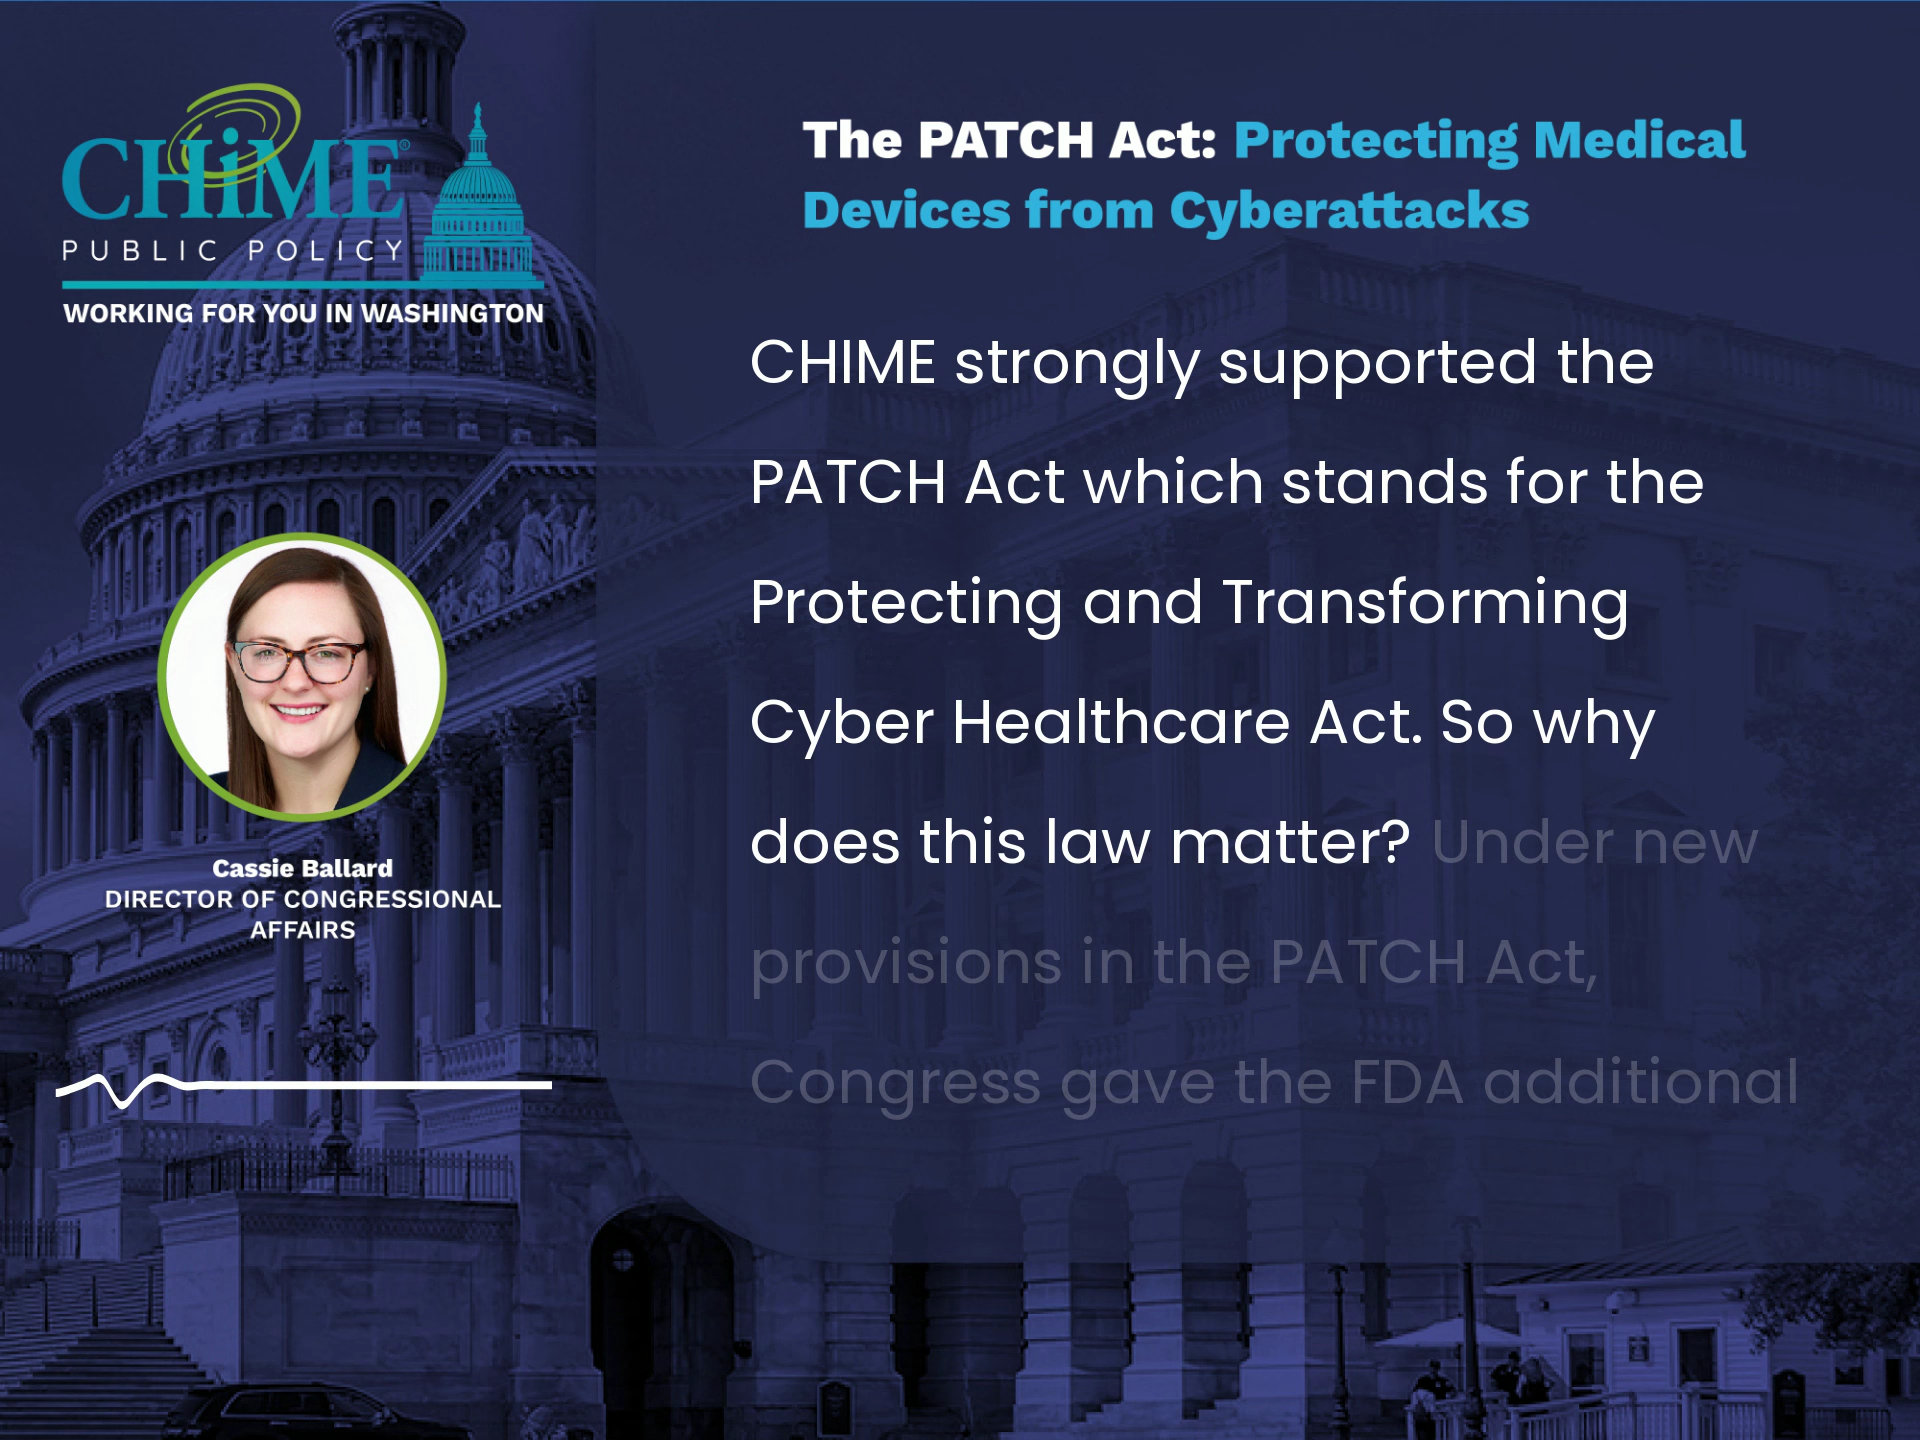 CHiME®
PUBLIC POLICY
WORKING FOR YOU IN WASHINGTON
Cassie Ballard
DIRECTOR OF CONGRESSIONAL
AFFAIRS
The PATCH Act: Protecting Medical
Devices from Cyberattacks
CHIME strongly supported the
PATCH Act which stands for the
Protecting and Transforming
Cyber Healthcare Act. So why
does this law matter? Under new
provisions in the PATCH Act,
Congress gave the FDA additional